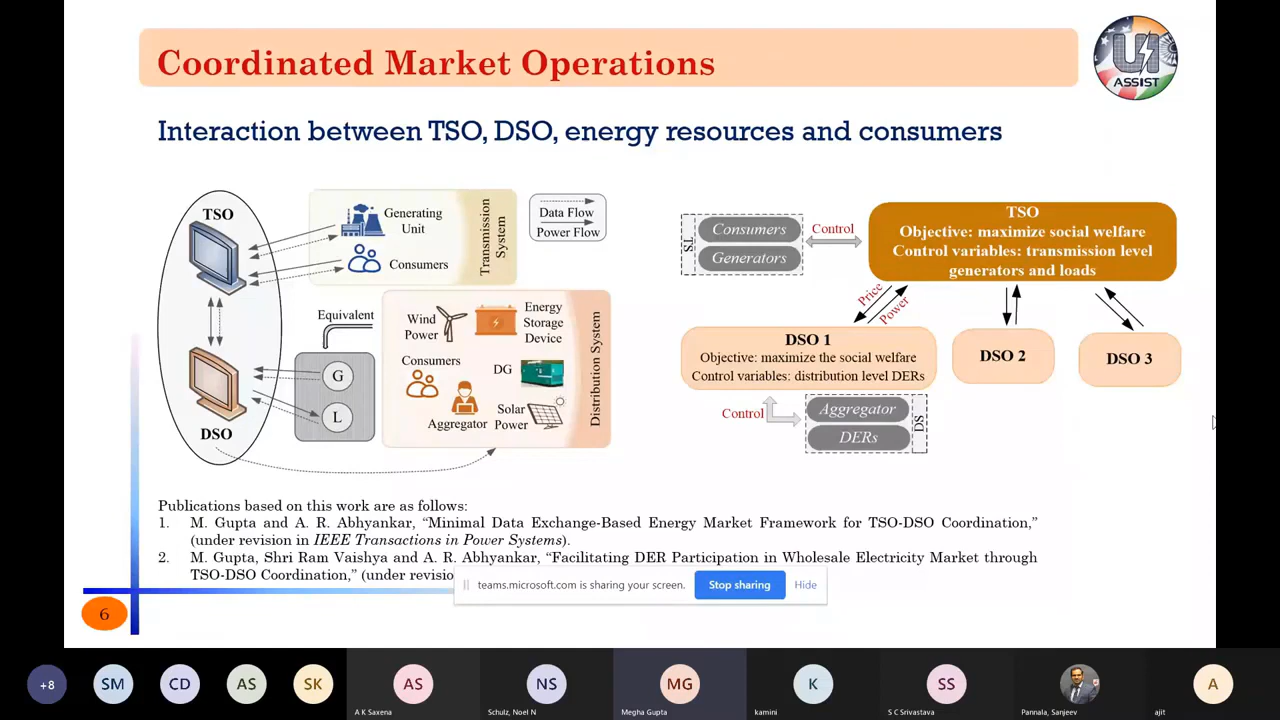 Coordinated Market Operations
UI
ASSIST
Interaction between TSO, DSO, energy resources and consumers
TSO
DSO
Generating
Unit
Consumers
Transmission
System
Data Flow
Power Flow
Equivalent
G
L
Wind
Power
Energy
Storage
Device
Consumers
DG
Aggregator
Solar
Power
Distribution System
TS
Consumers
Generators
Control
TSO
Objective: maximize social welfare
Control variables: transmission level
generators and loads
Price
Power
DSO 1
Objective: maximize the social welfare
Control variables: distribution level DERs
DSO 2
DSO 3
Control
Aggregator
DERs
DS
Publications based on this work are as follows:
1. M. Gupta and A. R. Abhyankar, “Minimal Data Exchange-Based Energy Market Framework for TSO-DSO Coordination,”
(under revision in IEEE Transactions in Power Systems).
2. M. Gupta, Shri Ram Vaishya and A. R. Abhyankar, “Facilitating DER Participation in Wholesale Electricity Market through
TSO-DSO Coordination,” (under revisio
teams.microsoft.com is sharing your screen.
Stop sharing
Hide
6
+8
SM
CD
AS
SK
AS
NS
MG
K
SS
A
A K Saxena
Schulz, Noel N
Megha Gupta
kamini
S C Srivastava
Pannala, Sanjeev
ajit